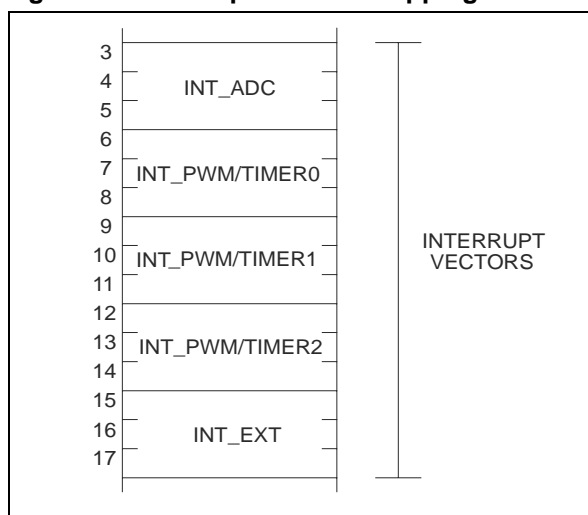 3
4
INT_ADC
5
6
7
INT_PWM/TIMER0
8
9
10
INT_PWM/TIMER1
11
INTERRUPT
VECTORS
12
13
INT_PWM/TIMER2
14
15
16
INT_EXT
17